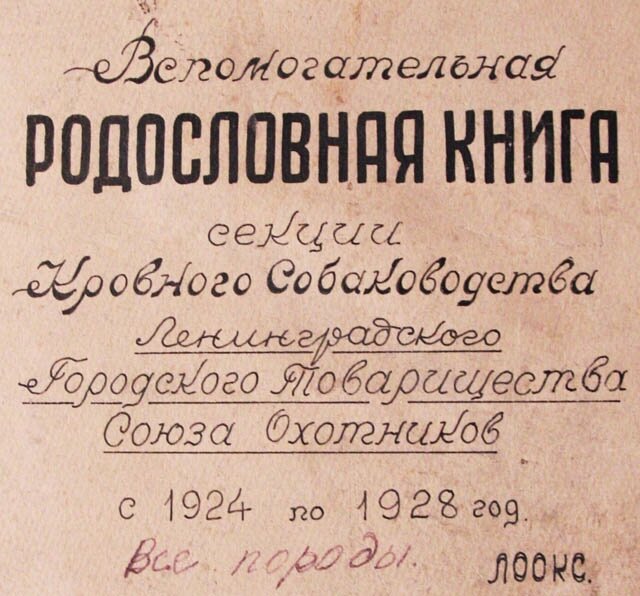 Вспомогательная
РОДОСЛОВНАЯ КНИГА
секции
Кровного Собаководства
Ленинградского
Городского Товарищества
Союза Охотников
с 1924 по 1928 год.
Все породы.
ЛООКС.